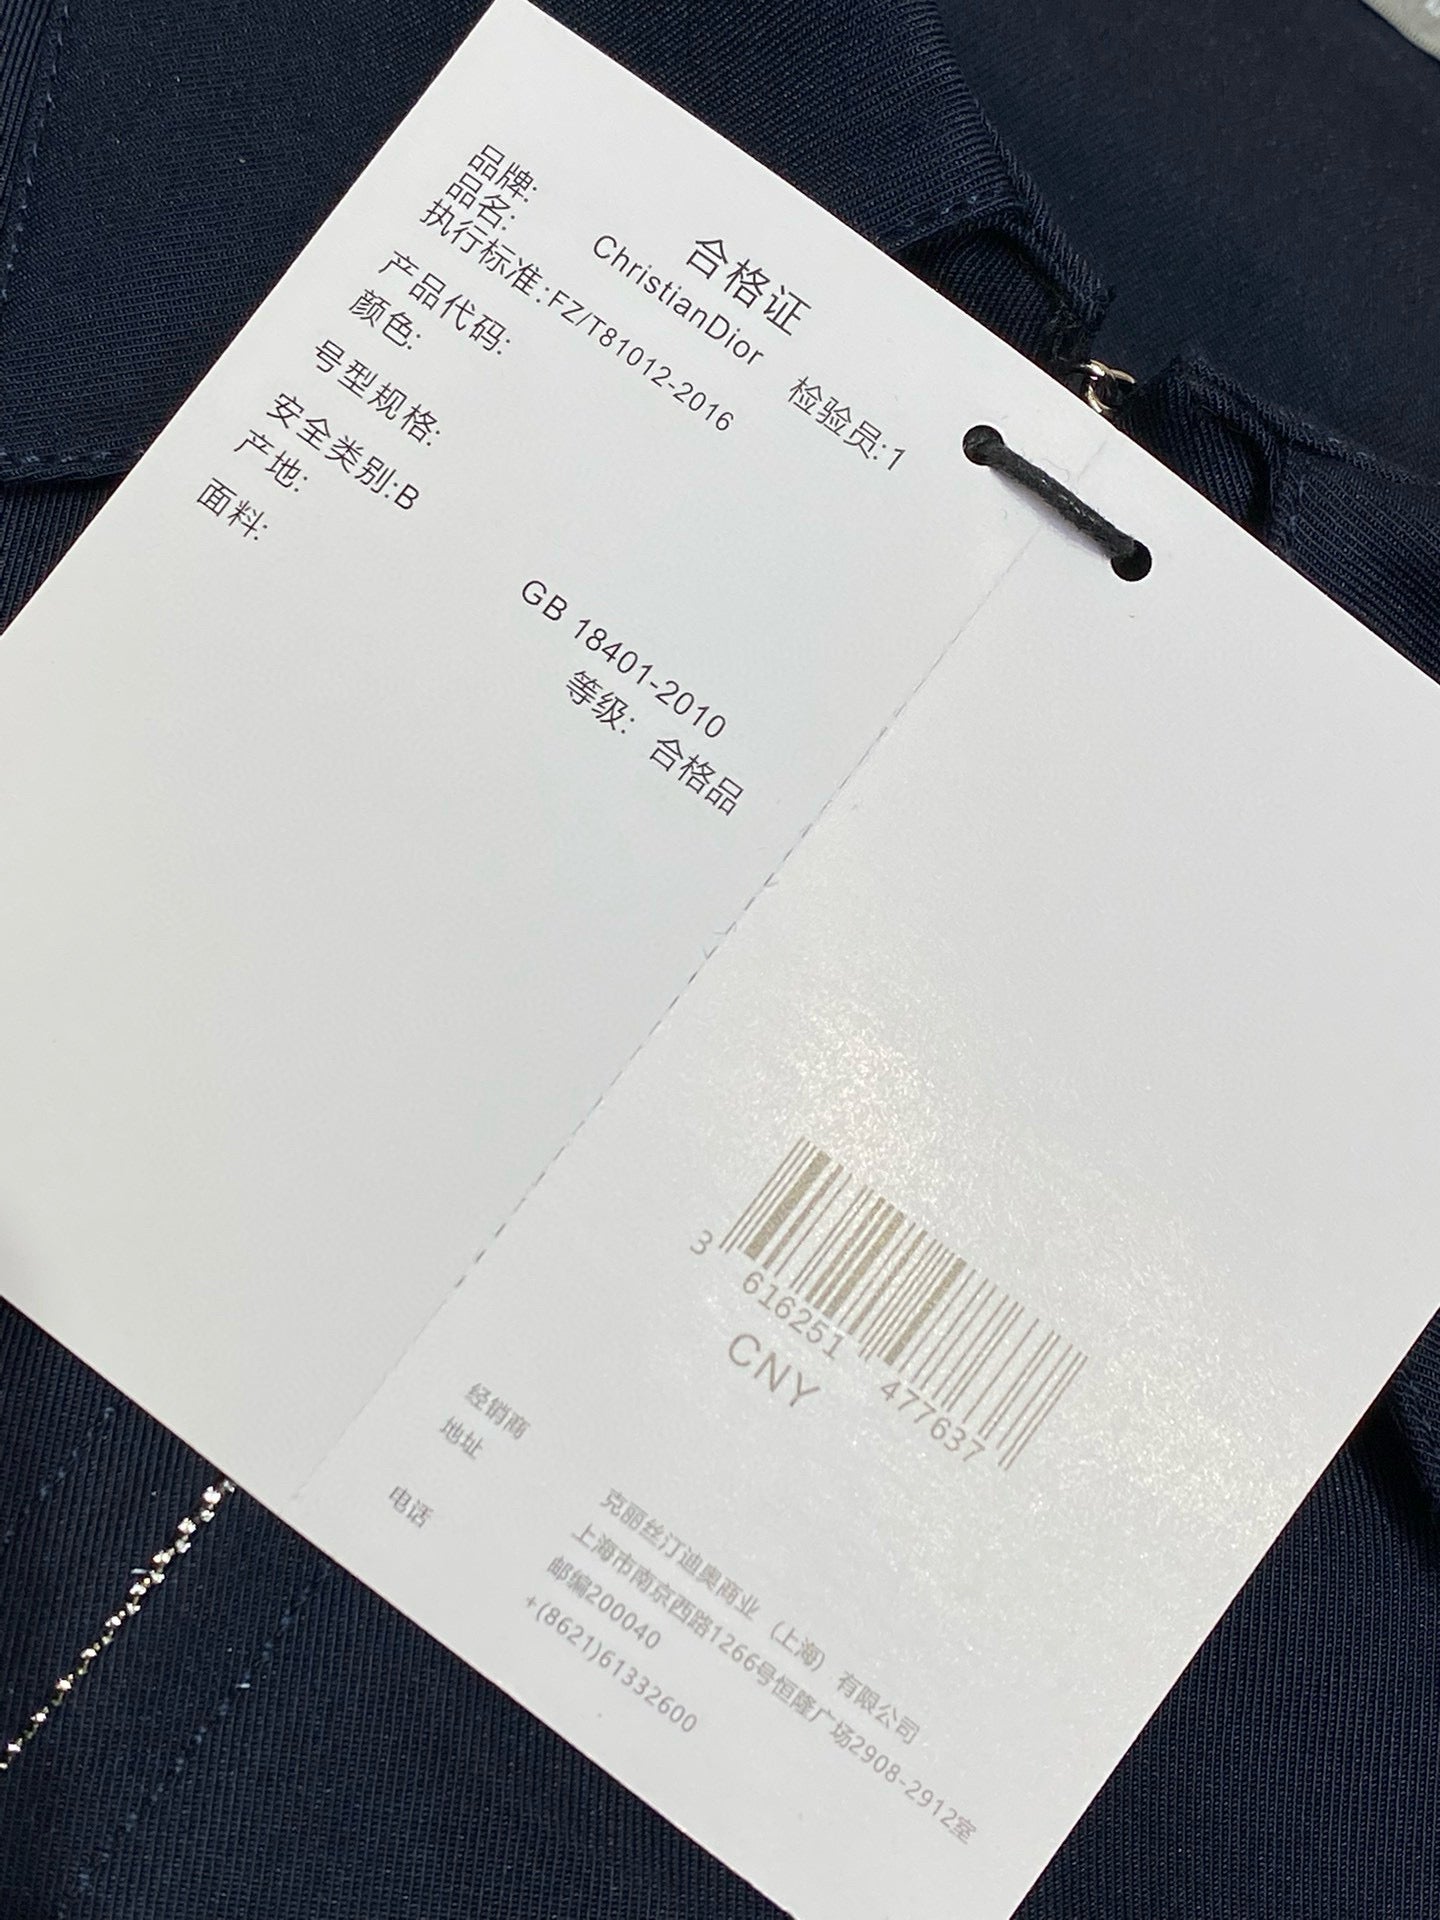 合格证
品牌: ChristianDior 检验员:1
品名:
执行标准:FZ/T81012-2016
产品代码:
颜色:
号型规格:
安全类别:B GB 18401-2010
产地: 等级: 合格品
面料:
3 616251 477637
CNY
经销商 克丽丝汀迪奥商业（上海）有限公司
地址 上海市南京西路1266号恒隆广场2908-2912室
邮编200040
电话 +(8621)61332600